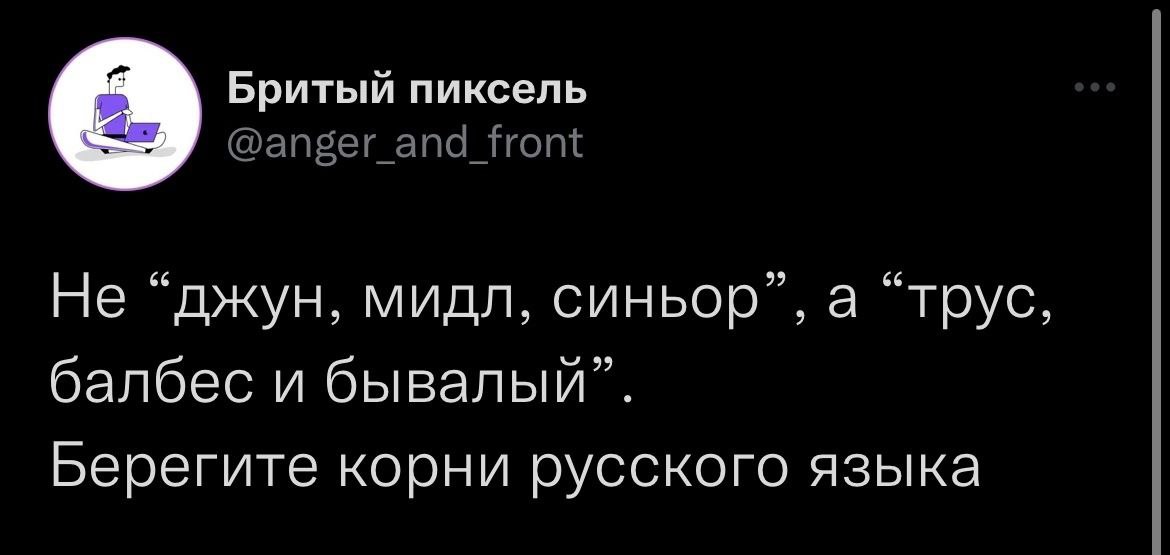 Бритый пиксель
@anger_and_front
Не “джун, мидл, синьор”, а “трус,
балбес и бывалый”.
Берегите корни русского языка